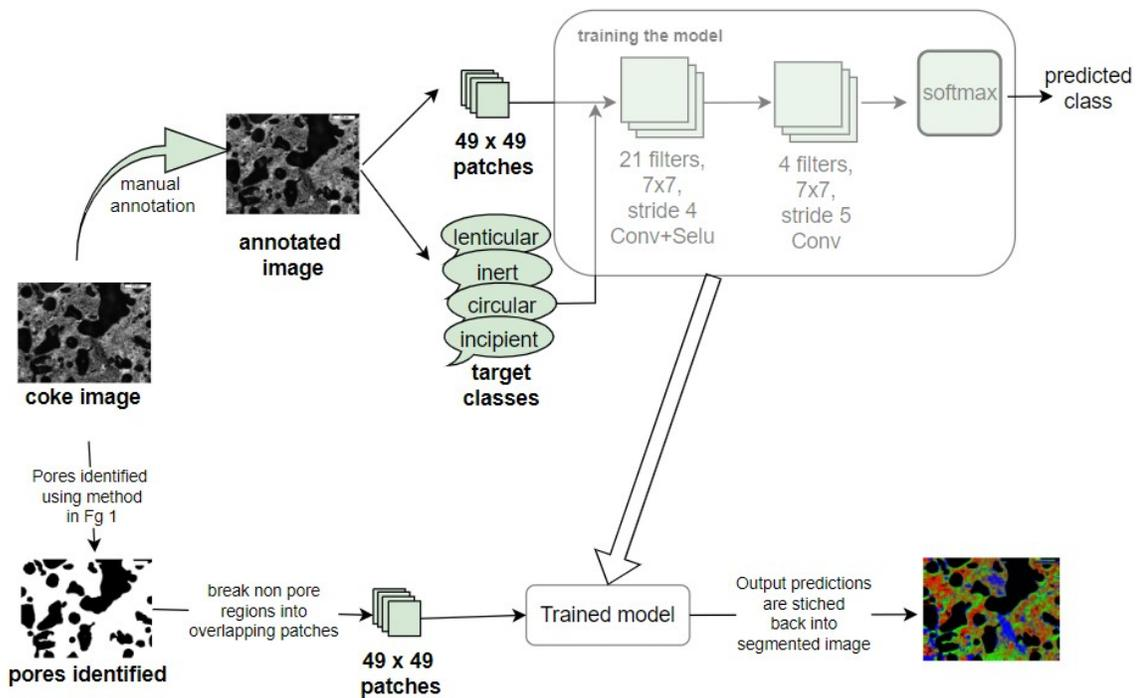 training the model
softmax
predicted
class
49 x 49
patches
21 filters,
7x7,
stride 4
Conv+Selu
4 filters,
7x7,
stride 5
Conv
manual
annotation
annotated
image
lenticular
inert
circular
incipient
target
classes
coke image
Pores identified
using method
in Fg 1
pores identified
break non pore
regions into
overlapping patches
49 x 49
patches
Trained model
Output predictions
are stiched
back into
segmented image